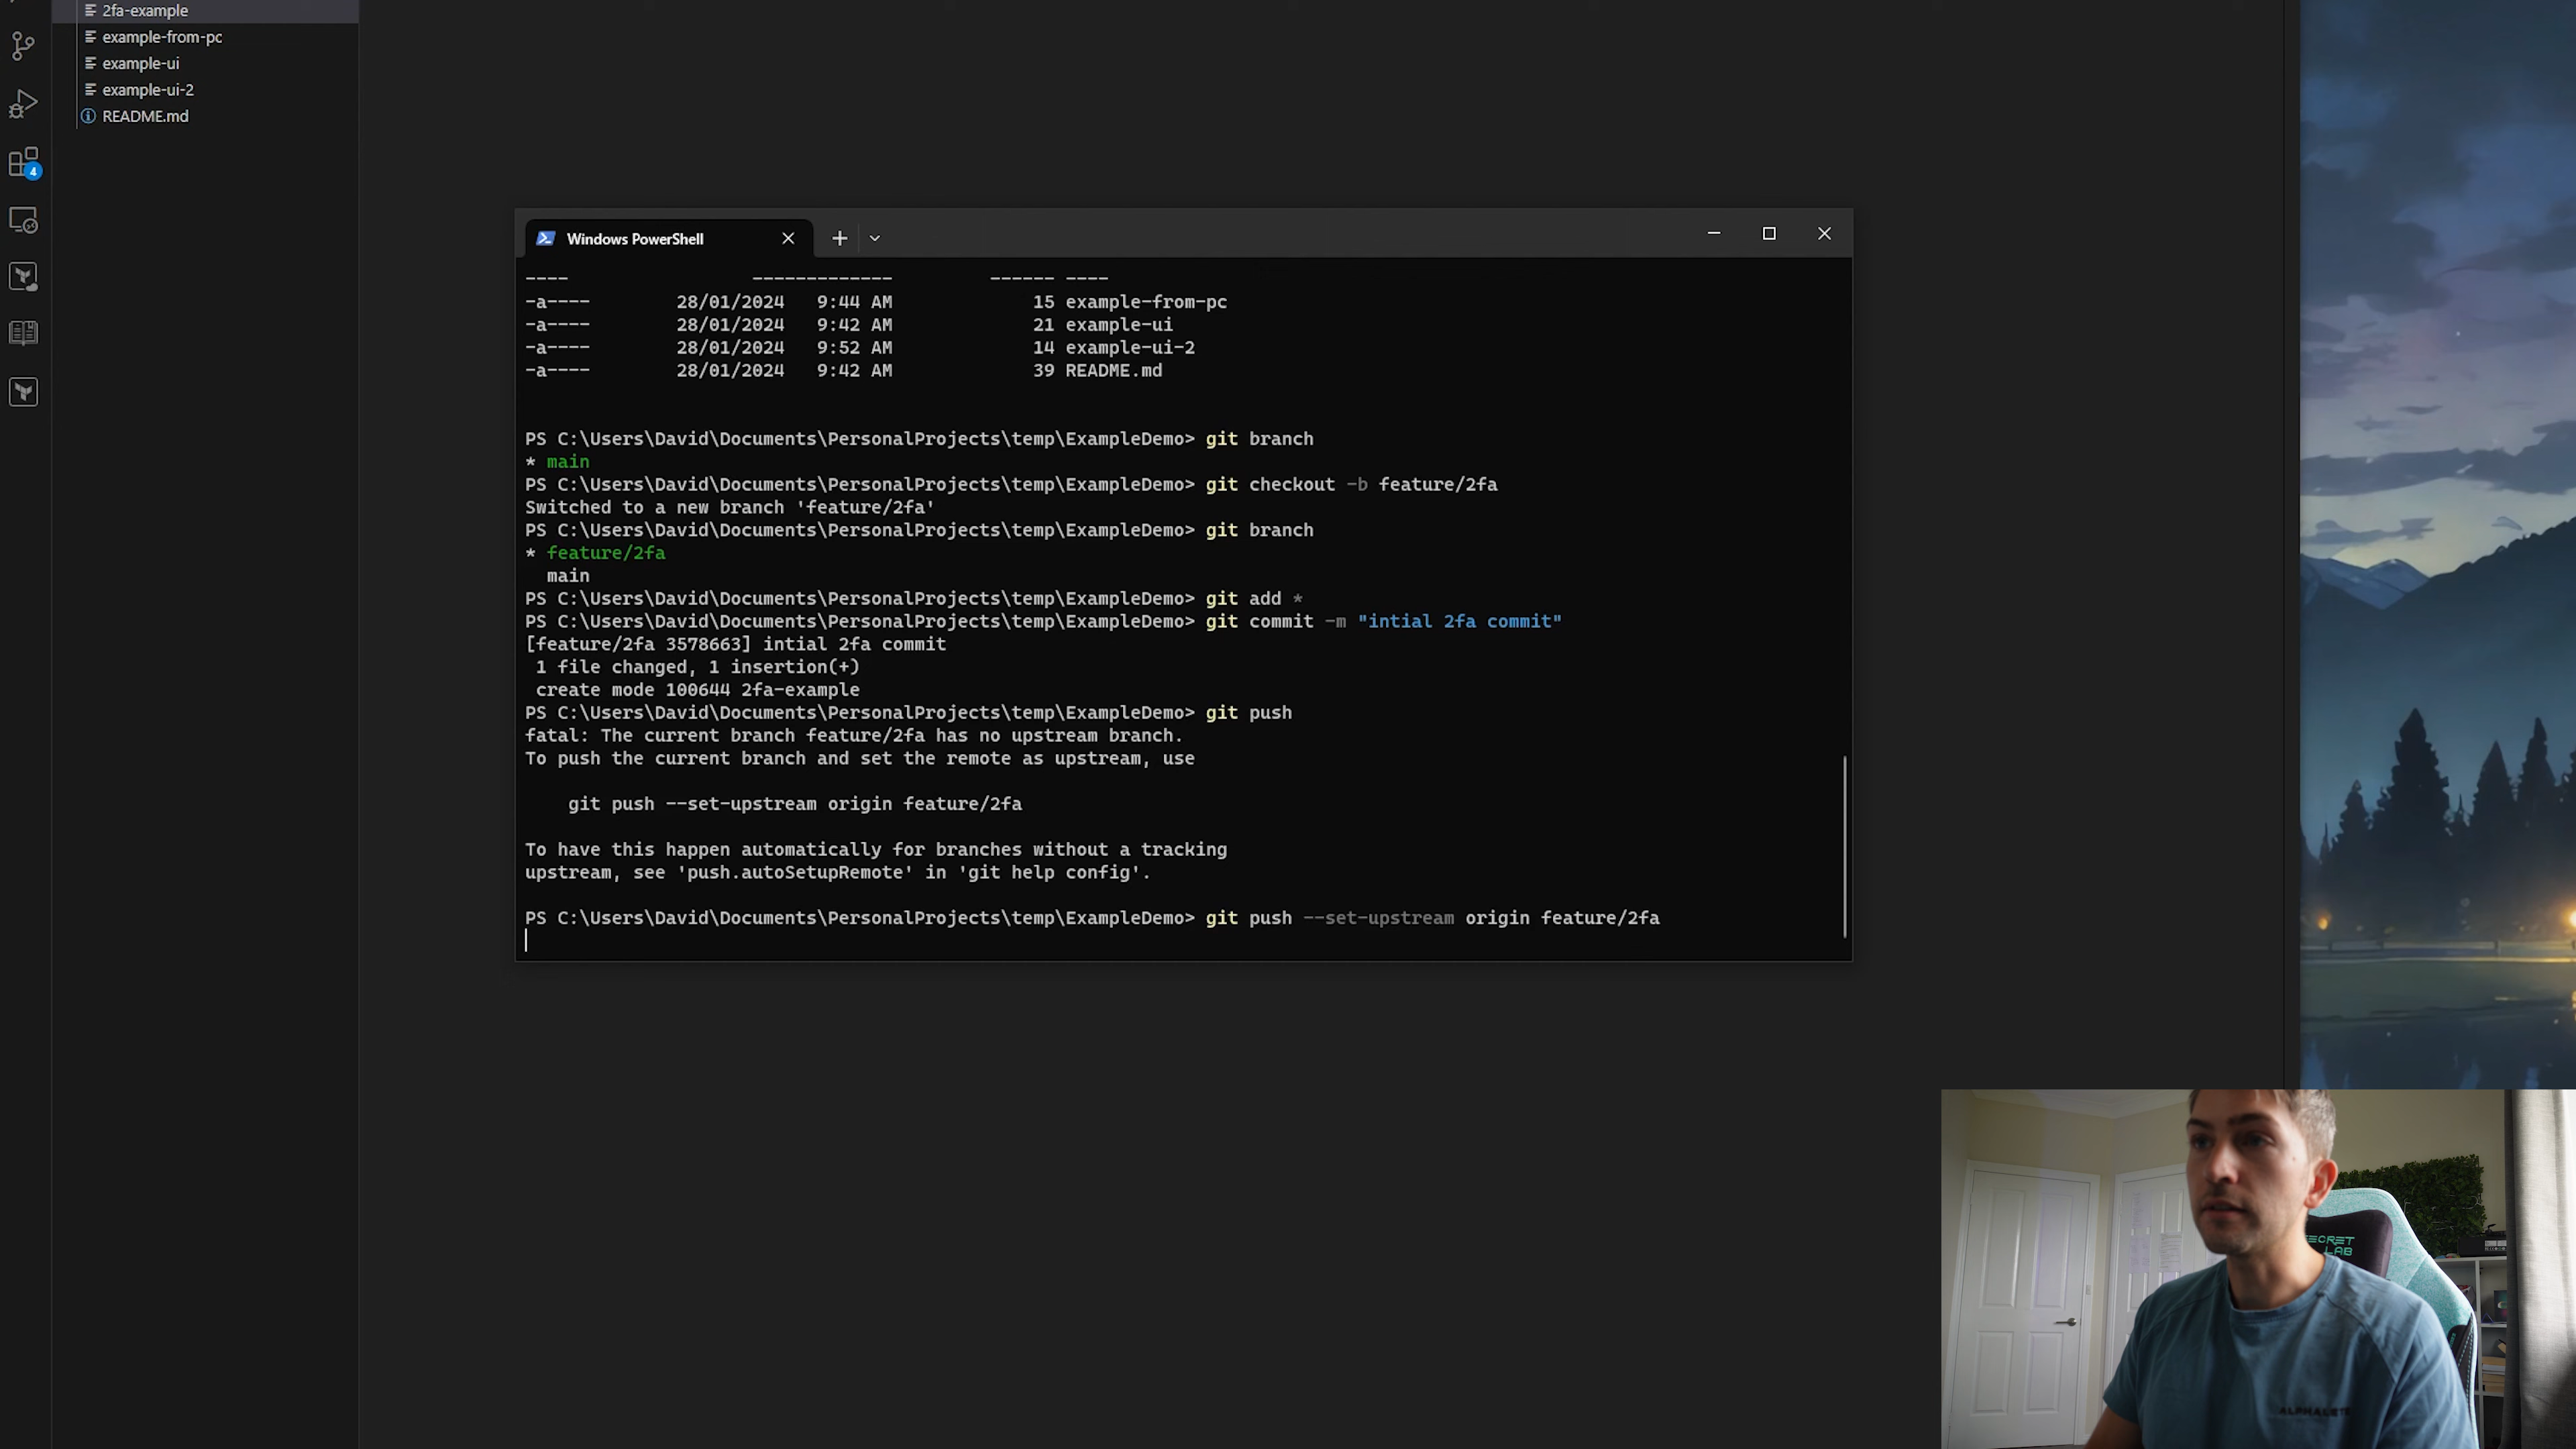 2fa-example
example-from-pc
example-ui
example-ui-2
README.md
4
Windows PowerShell
---- ------------- ------ ----
-a---- 28/01/2024 9:44 AM 15 example-from-pc
-a---- 28/01/2024 9:42 AM 21 example-ui
-a---- 28/01/2024 9:52 AM 14 example-ui-2
-a---- 28/01/2024 9:42 AM 39 README.md
PS C:\Users\David\Documents\PersonalProjects\temp\ExampleDemo> git branch
* main
PS C:\Users\David\Documents\PersonalProjects\temp\ExampleDemo> git checkout -b feature/2fa
Switched to a new branch 'feature/2fa'
PS C:\Users\David\Documents\PersonalProjects\temp\ExampleDemo> git branch
* feature/2fa
main
PS C:\Users\David\Documents\PersonalProjects\temp\ExampleDemo> git add *
PS C:\Users\David\Documents\PersonalProjects\temp\ExampleDemo> git commit -m "intial 2fa commit"
[feature/2fa 3578663] intial 2fa commit
1 file changed, 1 insertion(+)
create mode 100644 2fa-example
PS C:\Users\David\Documents\PersonalProjects\temp\ExampleDemo> git push
fatal: The current branch feature/2fa has no upstream branch.
To push the current branch and set the remote as upstream, use
git push --set-upstream origin feature/2fa
To have this happen automatically for branches without a tracking
upstream, see 'push.autoSetupRemote' in 'git help config'.
PS C:\Users\David\Documents\PersonalProjects\temp\ExampleDemo> git push --set-upstream origin feature/2fa
LAB
ALPHALETE